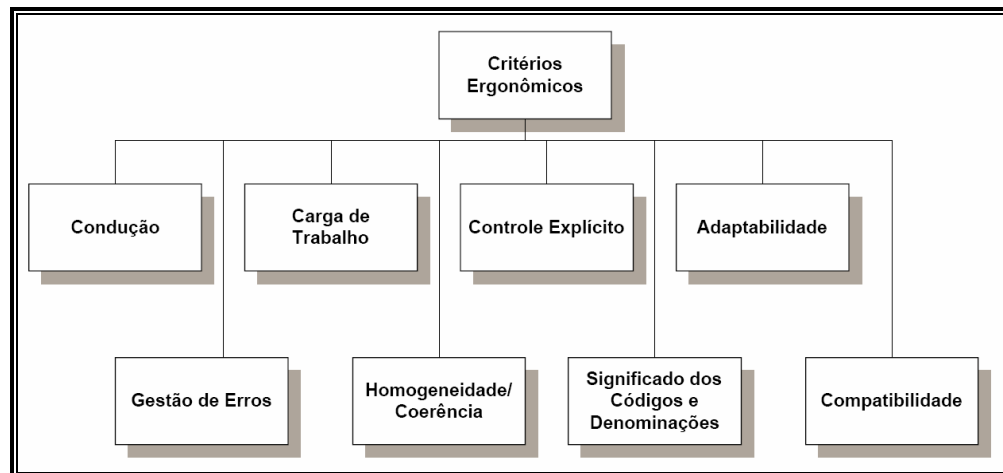 Critérios
Ergonômicos
Condução
Carga de
Trabalho
Controle Explícito
Adaptabilidade
Gestão de Erros
Homogeneidade/
Coerência
Significado dos
Códigos e
Denominações
Compatibilidade